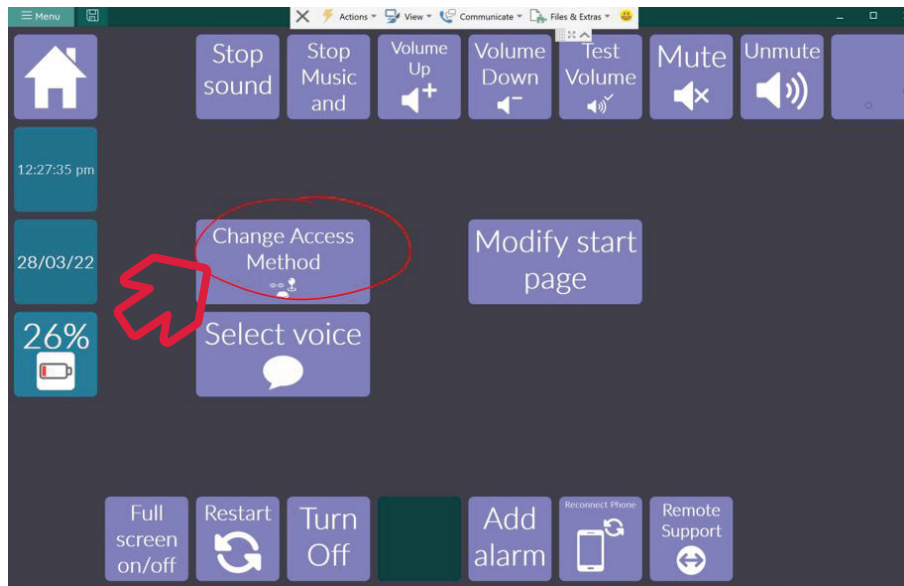 Menu
Actions
View
Communicate
Files & Extras
Stop
sound
Stop
Music
and
Volume
Up
Volume
Down
Test
Volume
Mute
Unmute
12:27:35 pm
28/03/22
Change Access
Method
Modify start
page
26%
Select voice
Full
screen
on/off
Restart
Turn
Off
Add
alarm
Reconnect Phone
Remote
Support